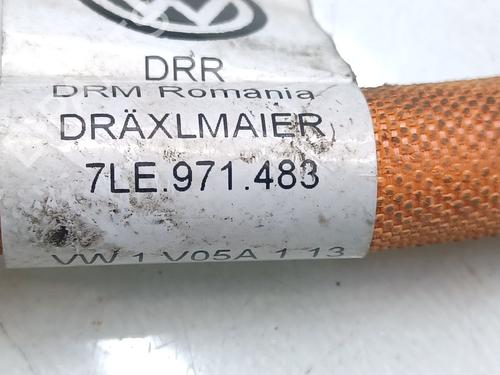 DRR
DRM Romania
DRÄXLMAIER
7LE.971.483
VW 1 V05A 1 13